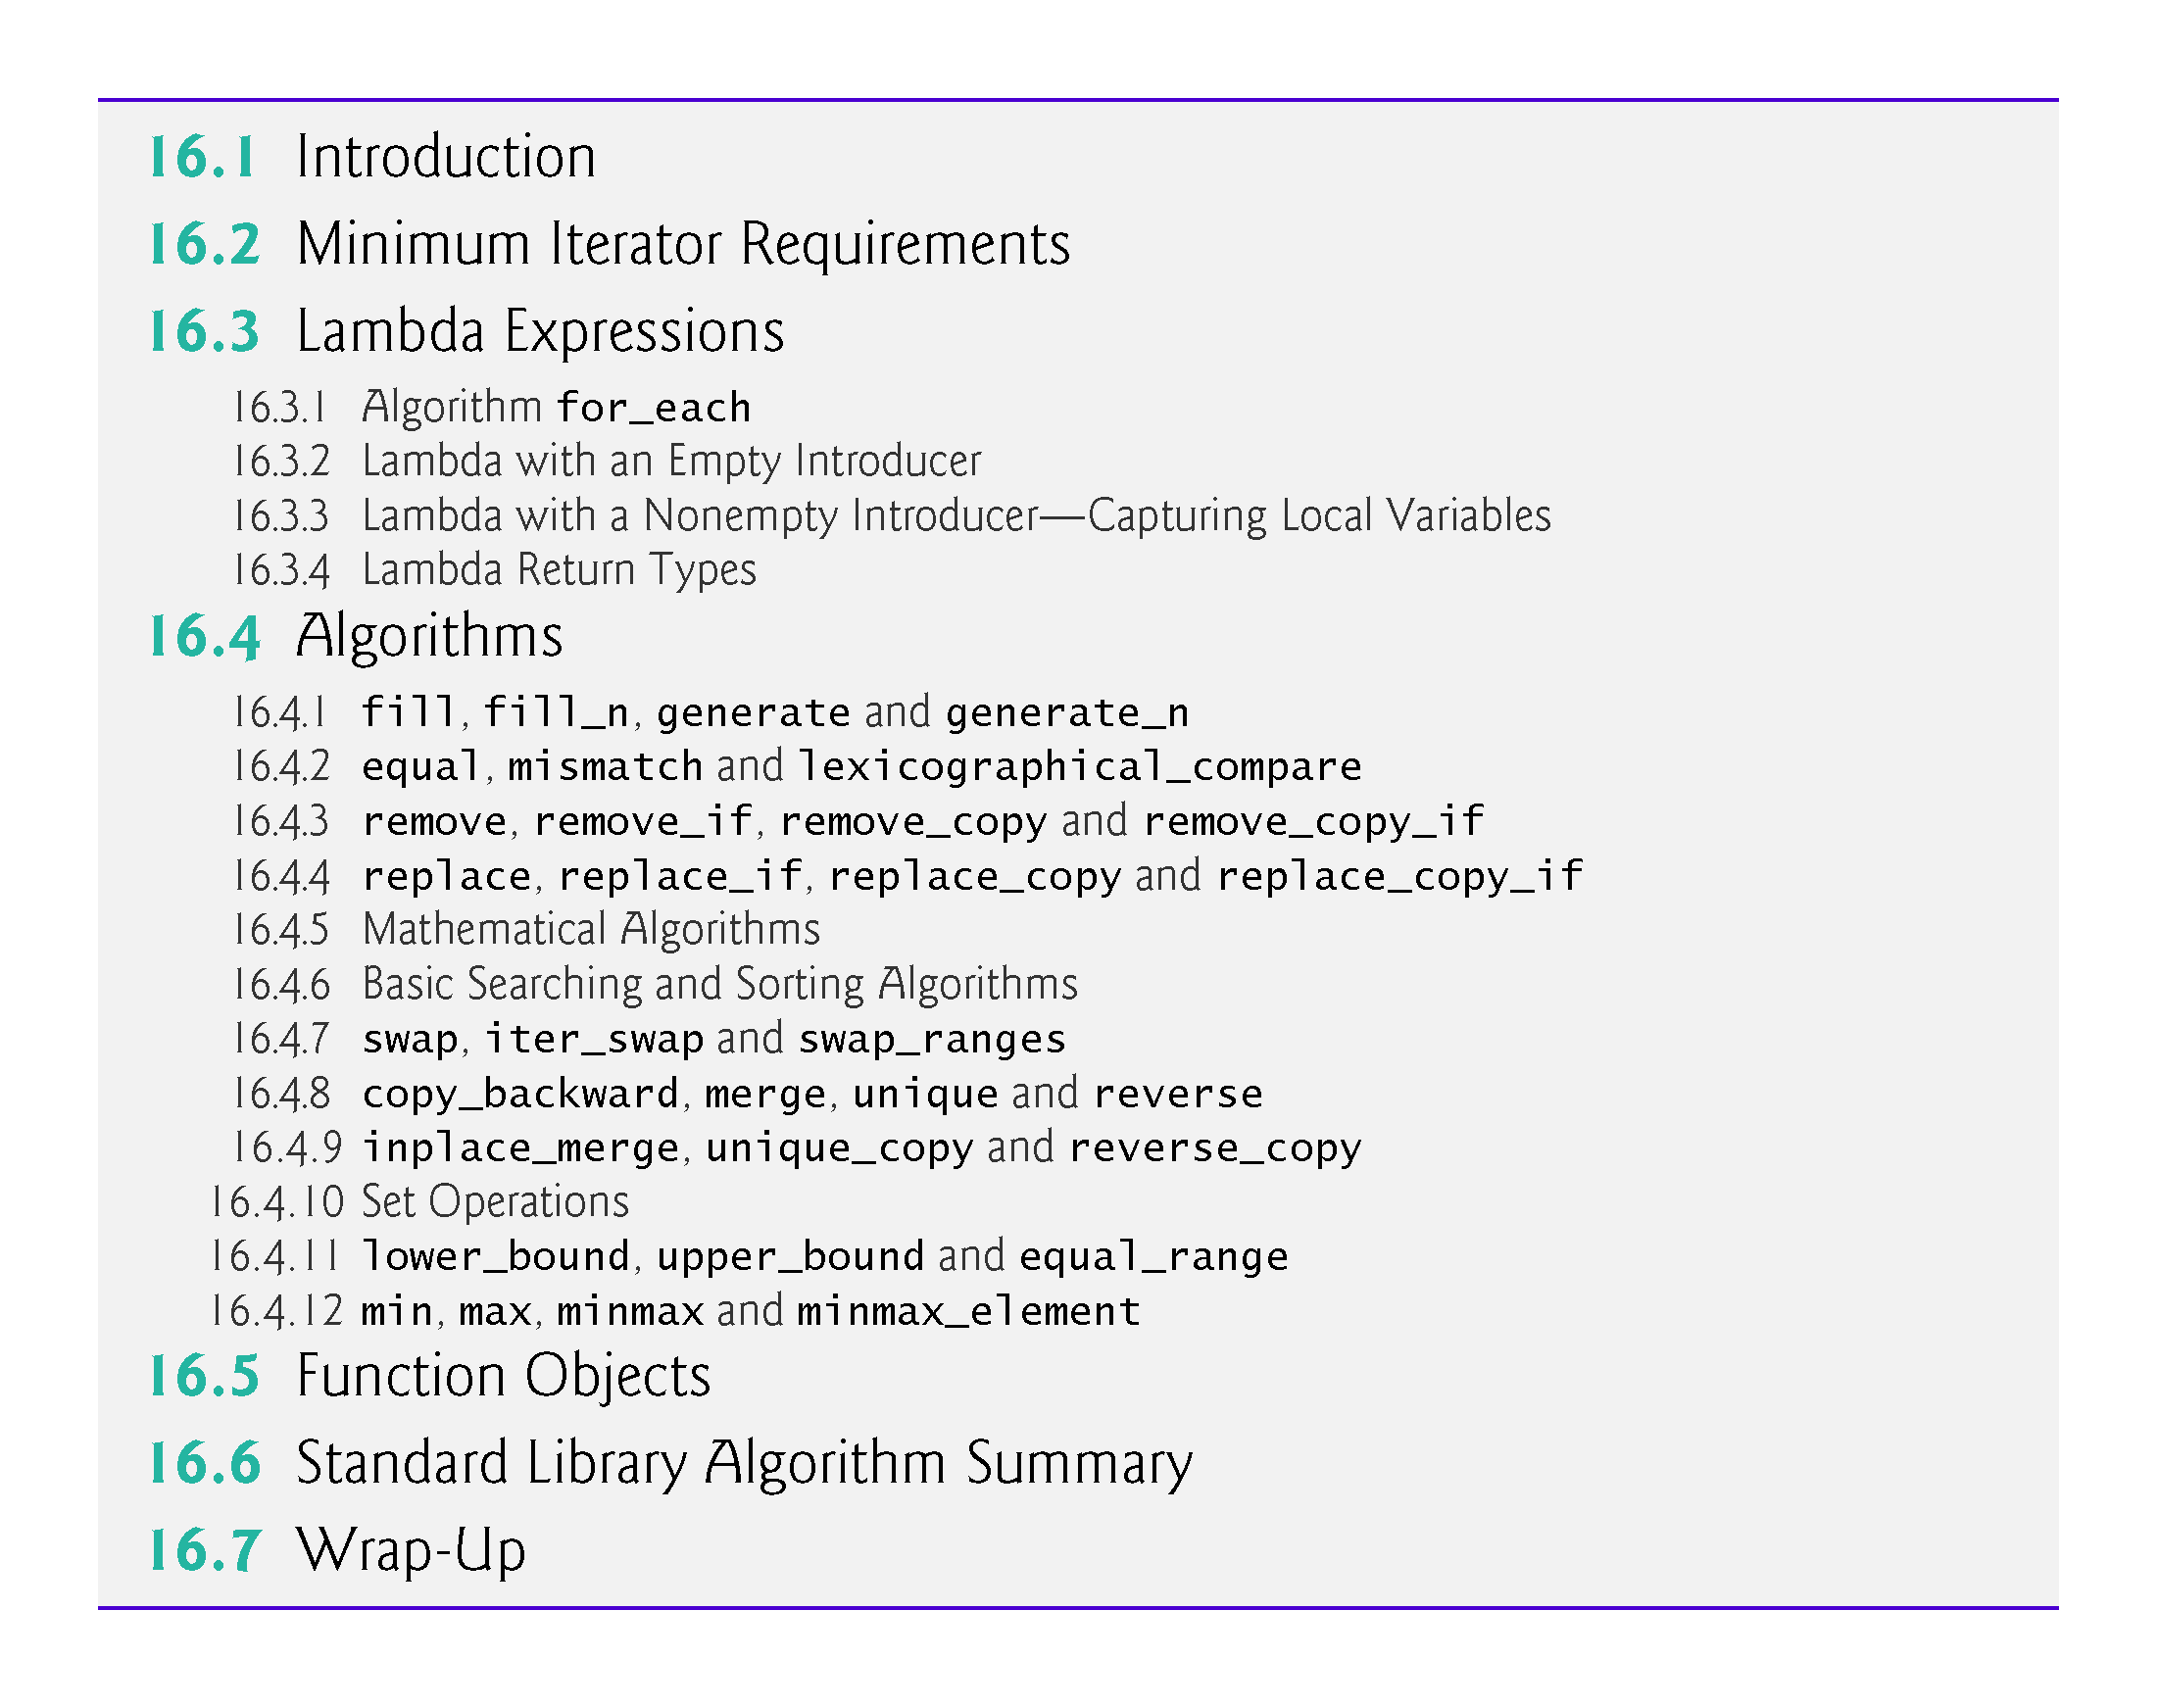 16.1 Introduction
16.2 Minimum Iterator Requirements
16.3 Lambda Expressions
16.3.1 Algorithm for_each
16.3.2 Lambda with an Empty Introducer
16.3.3 Lambda with a Nonempty Introducer—Capturing Local Variables
16.3.4 Lambda Return Types
16.4 Algorithms
16.4.1 fill, fill_n, generate and generate_n
16.4.2 equal, mismatch and lexicographical_compare
16.4.3 remove, remove_if, remove_copy and remove_copy_if
16.4.4 replace, replace_if, replace_copy and replace_copy_if
16.4.5 Mathematical Algorithms
16.4.6 Basic Searching and Sorting Algorithms
16.4.7 swap, iter_swap and swap_ranges
16.4.8 copy_backward, merge, unique and reverse
16.4.9 inplace_merge, unique_copy and reverse_copy
16.4.10 Set Operations
16.4.11 lower_bound, upper_bound and equal_range
16.4.12 min, max, minmax and minmax_element
16.5 Function Objects
16.6 Standard Library Algorithm Summary
16.7 Wrap-Up